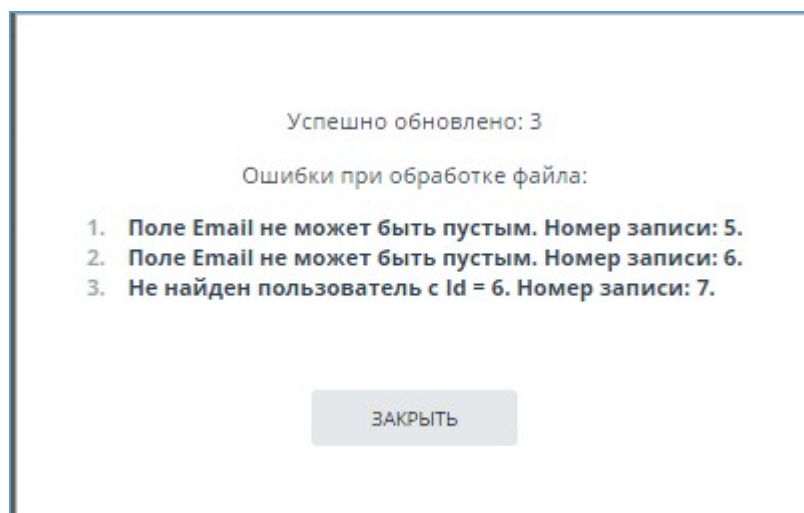 Успешно обновлено: 3
Ошибки при обработке файла:
1. Поле Email не может быть пустым. Номер записи: 5.
2. Поле Email не может быть пустым. Номер записи: 6.
3. Не найден пользователь с Id = 6. Номер записи: 7.
ЗАКРЫТЬ